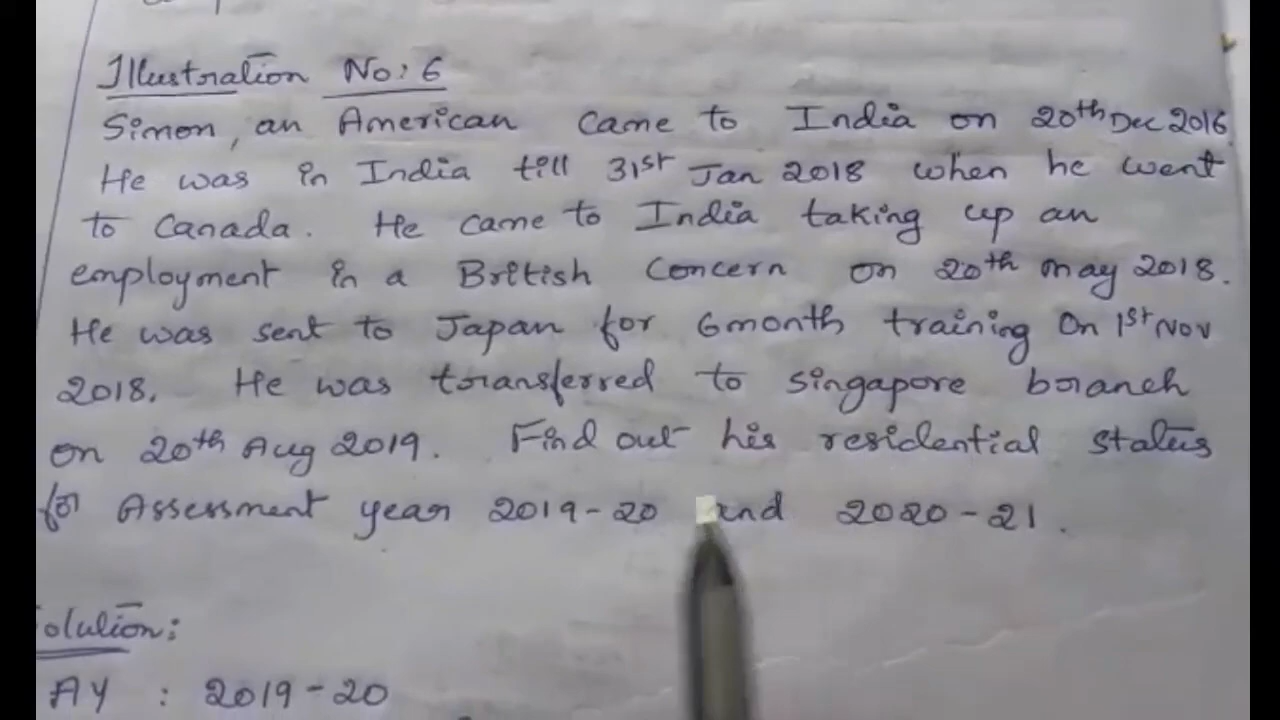 Illustration No: 6
Simon, an American came to India on 20th Dec 2016.
He was in India till 31st Jan 2018 when he went
to Canada. He came to India taking up an
employment in a British concern on 20th may 2018.
He was sent to Japan for 6month training On 1st Nov
2018. He was transferred to singapore branch
on 20th Aug 2019. Find out his residential status
for Assessment year 2019-20 and 2020-21.
olution:
AY : 2019-20